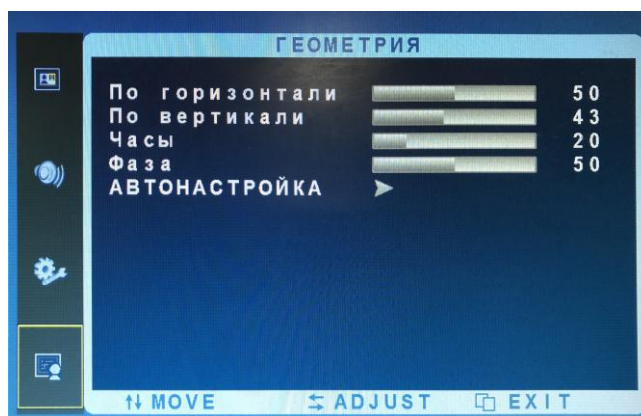 ГЕОМЕТРИЯ
По горизонтали 50
По вертикали 43
Часы 20
Фаза 50
АВТОНАСТРОЙКА
MOVE ADJUST EXIT